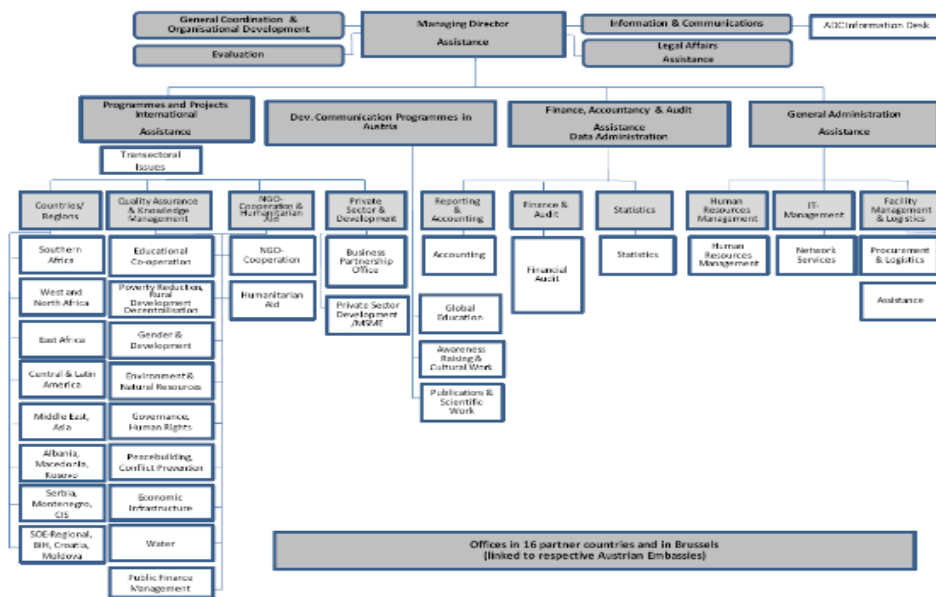 General Coordination &
Organisational Development
Managing Director
Assistance
Information & Communications
ADC Information Desk
Evaluation
Legal Affairs
Assistance
Programmes and Projects
International
Assistance
Dev. Communication Programmes in
Austria
Finance, Accountancy & Audit
Assistance
Data Administration
General Administration
Assistance
Transectoral
Issues
Countries/
Regions
Quality Assurance
& Knowledge
Management
NGO-
Cooperation &
Humanitarian
Aid
Private
Sector &
Development
Reporting
&
Accounting
Finance &
Audit
Statistics
Human
Resources
Management
IT-
Management
Facility
Management
& Logistics
Southern
Africa
Educational
Co-operation
NGO-
Cooperation
Business
Partnership
Office
Accounting
Financial
Audit
Statistics
Human
Resources
Management
Network
Services
Procurement
& Logistics
West and
North Africa
Poverty Reduction,
Rural
Development
Decentralisation
Humanitarian
Aid
Private Sector
Development
/MSME
Global
Education
Assistance
East Africa
Gender &
Development
Awareness
Raising &
Cultural Work
Central & Latin
America
Environment &
Natural Resources
Publications &
Scientific
Work
Middle East,
Asia
Governance,
Human Rights
Albania,
Macedonia,
Kosovo
Peacebuilding,
Conflict Prevention
Serbia,
Montenegro,
CIS
Economic
Infrastructure
SOE-Regional,
BiH, Croatia,
Moldova
Water
Public Finance
Management
Offices in 16 partner countries and in Brussels
(linked to respective Austrian Embassies)